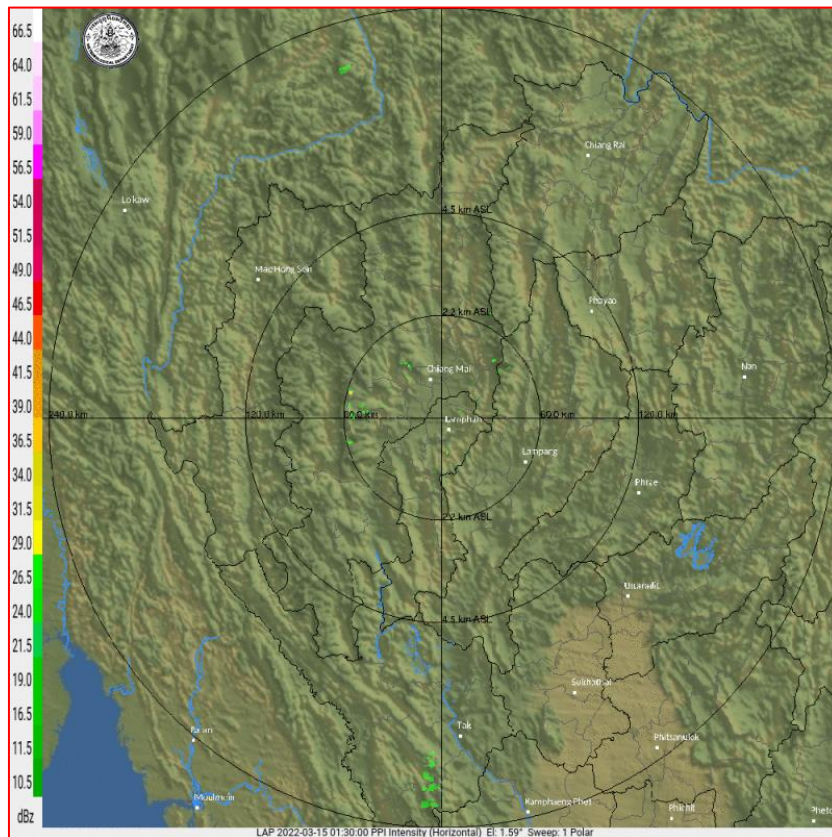 66.5
64.0
61.5
59.0
56.5
54.0
51.5
49.0
46.5
44.0
41.5
39.0
36.5
34.0
31.5
29.0
26.5
24.0
21.5
19.0
16.5
14.0
11.5
10.5
dBz
Chiang Rai
Loikaw
4.5 km ASL
Mae Hong Son
Phayao
2.2 km ASL
Nan
Chiang Mai
240.0 km
120.0 km
60.0 km
Lamphun
Lampang
Phrae
2.2 km ASL
Uttaradit
4.5 km ASL
Sukhothai
Tak
Phitsanulok
Pa'an
Moulmein
Kamphaeng Phet
Phichit
LAP 2022-03-15 01:30:00 PPI Intensity (Horizontal) El: 1.59° Sweep: 1 Polar